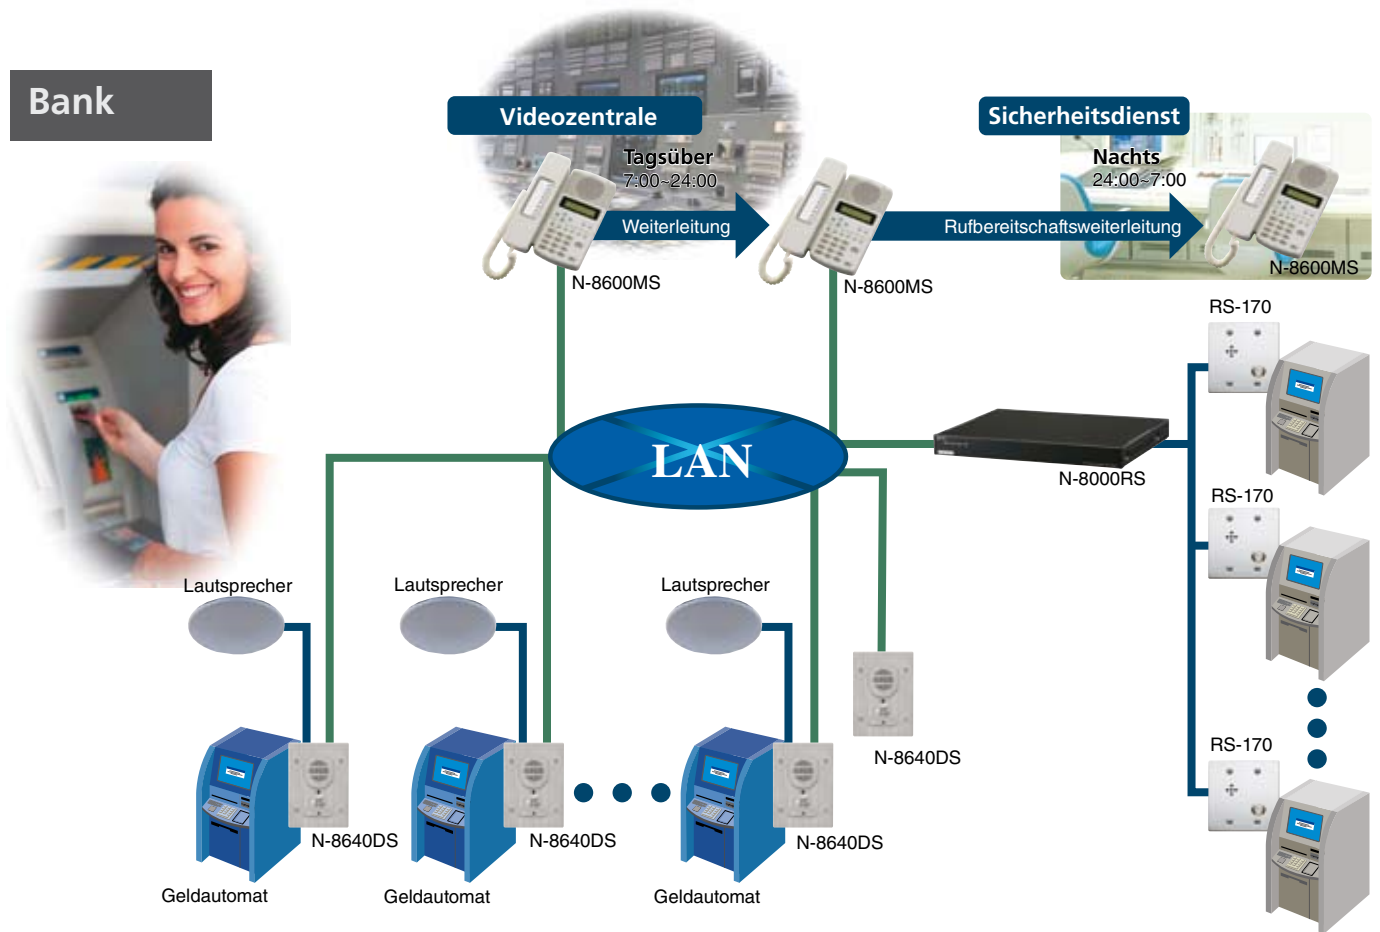 Bank
Videozentrale
Sicherheitsdienst
Tagsüber
7:00~24:00
Nachts
24:00~7:00
Weiterleitung
Rufbereitschaftsweiterleitung
N-8600MS
N-8600MS
N-8600MS
RS-170
LAN
N-8000RS
RS-170
Lautsprecher
Lautsprecher
Lautsprecher
RS-170
N-8640DS
N-8640DS
N-8640DS
N-8640DS
Geldautomat
Geldautomat
Geldautomat